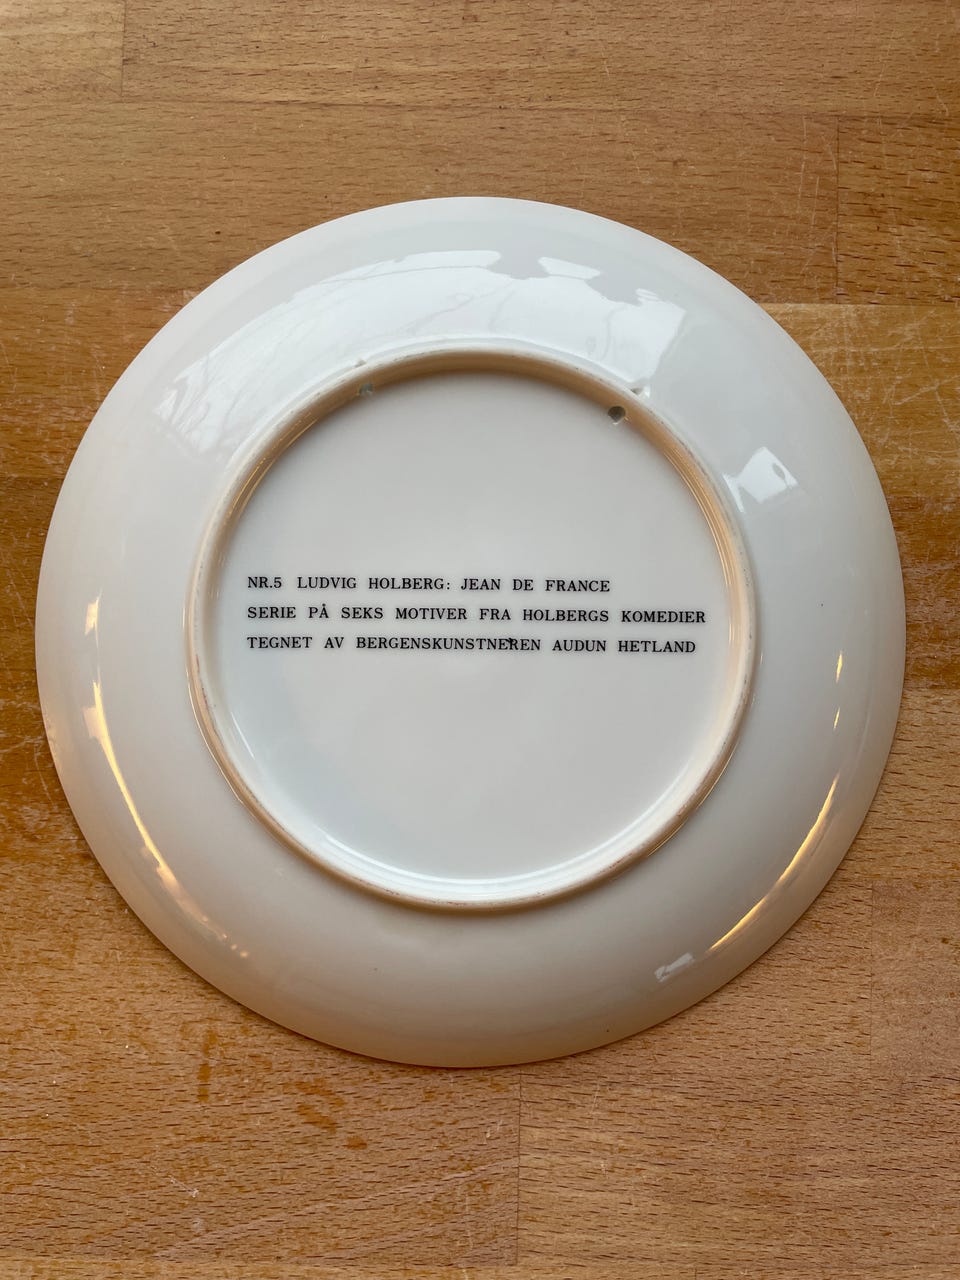 NR.5 LUDVIG HOLBERG: JEAN DE FRANCE
SERIE PÅ SEKS MOTIVER FRA HOLBERGS KOMEDIER
TEGNET AV BERGENSKUNSTNEREN AUDUN HETLAND